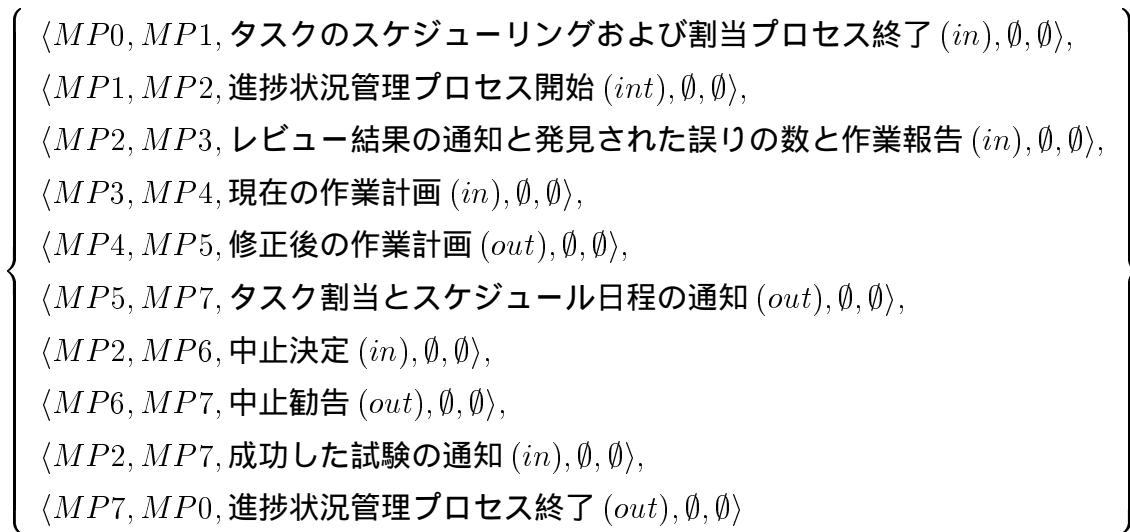 ⟨MP0, MP1, タスクのスケジューリングおよび割当プロセス終了 (in), ∅, ∅⟩,
⟨MP1, MP2, 進捗状況管理プロセス開始 (int), ∅, ∅⟩,
⟨MP2, MP3, レビュー結果の通知と発見された誤りの数と作業報告 (in), ∅, ∅⟩,
⟨MP3, MP4, 現在の作業計画 (in), ∅, ∅⟩,
⟨MP4, MP5, 修正後の作業計画 (out), ∅, ∅⟩,
⟨MP5, MP7, タスク割当とスケジュール日程の通知 (out), ∅, ∅⟩,
⟨MP2, MP6, 中止決定 (in), ∅, ∅⟩,
⟨MP6, MP7, 中止勧告 (out), ∅, ∅⟩,
⟨MP2, MP7, 成功した試験の通知 (in), ∅, ∅⟩,
⟨MP7, MP0, 進捗状況管理プロセス終了 (out), ∅, ∅⟩